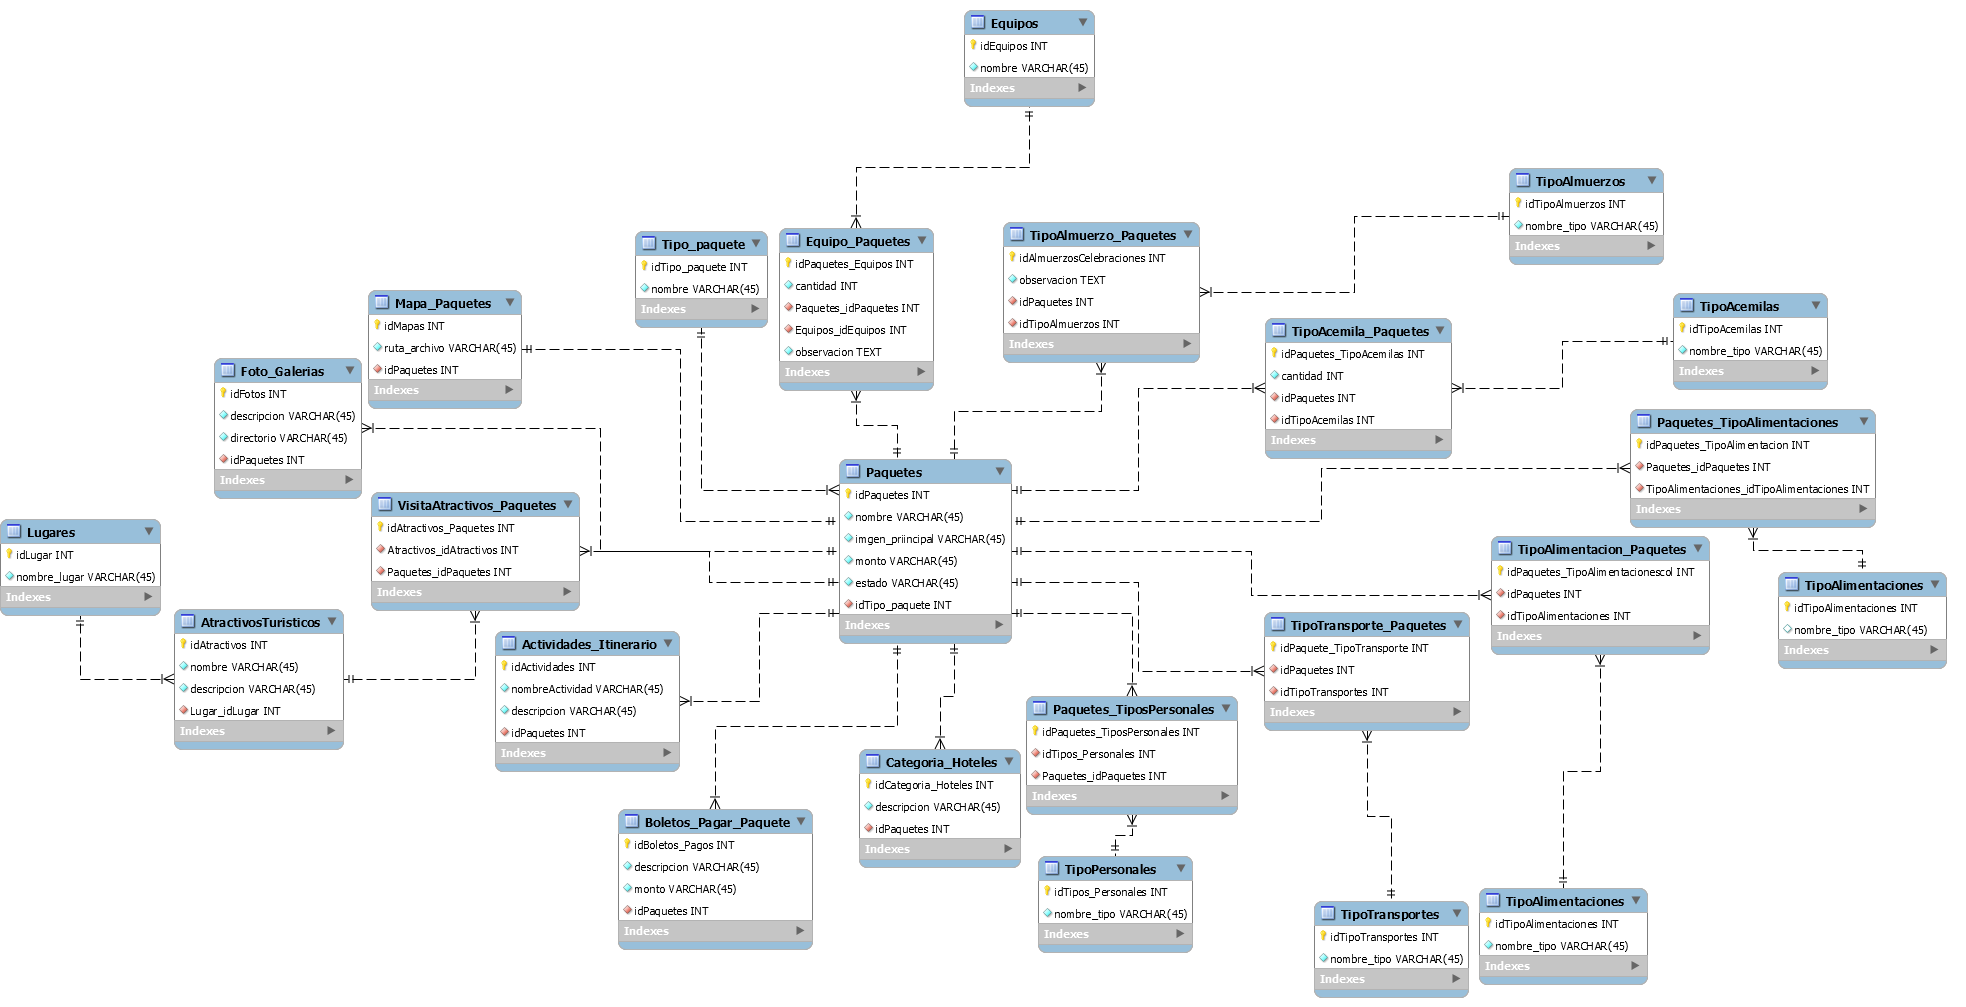 Equipos
idEquipos INT
nombre VARCHAR(45)
Indexes
TipoAlmuerzos
idTipoAlmuerzos INT
nombre_tipo VARCHAR(45)
Indexes
Tipo_paquete
idTipo_paquete INT
nombre VARCHAR(45)
Indexes
Equipo_Paquetes
idPaquetes_Equipos INT
cantidad INT
Paquetes_idPaquetes INT
Equipos_idEquipos INT
observacion TEXT
Indexes
TipoAlmuerzo_Paquetes
idAlmuerzosCelebraciones INT
observacion TEXT
idPaquetes INT
idTipoAlmuerzos INT
Indexes
Mapa_Paquetes
idMapas INT
ruta_archivo VARCHAR(45)
idPaquetes INT
Indexes
TipoAcemila_Paquetes
idPaquetes_TipoAcemilas INT
cantidad INT
idPaquetes INT
idTipoAcemilas INT
Indexes
TipoAcemilas
idTipoAcemilas INT
nombre_tipo VARCHAR(45)
Indexes
Foto_Galerias
idFotos INT
descripcion VARCHAR(45)
directorio VARCHAR(45)
idPaquetes INT
Indexes
Paquetes_TipoAlimentaciones
idPaquetes_TipoAlimentacion INT
Paquetes_idPaquetes INT
TipoAlimentaciones_idTipoAlimentaciones INT
Indexes
Paquetes
idPaquetes INT
nombre VARCHAR(45)
imgen_priincipal VARCHAR(45)
monto VARCHAR(45)
estado VARCHAR(45)
idTipo_paquete INT
Indexes
VisitaAtractivos_Paquetes
idAtractivos_Paquetes INT
Atractivos_idAtractivos INT
Paquetes_idPaquetes INT
Indexes
Lugares
idLugar INT
nombre_lugar VARCHAR(45)
Indexes
TipoAlimentacion_Paquetes
idPaquetes_TipoAlimentacionescol INT
idPaquetes INT
idTipoAlimentaciones INT
Indexes
TipoAlimentaciones
idTipoAlimentaciones INT
nombre_tipo VARCHAR(45)
Indexes
AtractivosTuristicos
idAtractivos INT
nombre VARCHAR(45)
descripcion VARCHAR(45)
Lugar_idLugar INT
Indexes
Actividades_Itinerario
idActividades INT
nombreActividad VARCHAR(45)
descripcion VARCHAR(45)
idPaquetes INT
Indexes
TipoTransporte_Paquetes
idPaquete_TipoTransporte INT
idPaquetes INT
idTipoTransportes INT
Indexes
Paquetes_TiposPersonales
idPaquetes_TiposPersonales INT
idTipos_Personales INT
Paquetes_idPaquetes INT
Indexes
Categoria_Hoteles
idCategoria_Hoteles INT
descripcion VARCHAR(45)
idPaquetes INT
Indexes
Boletos_Pagar_Paquete
idBoletos_Pagos INT
descripcion VARCHAR(45)
monto VARCHAR(45)
idPaquetes INT
Indexes
TipoPersonales
idTipos_Personales INT
nombre_tipo VARCHAR(45)
Indexes
TipoTransportes
idTipoTransportes INT
nombre_tipo VARCHAR(45)
Indexes
TipoAlimentaciones
idTipoAlimentaciones INT
nombre_tipo VARCHAR(45)
Indexes